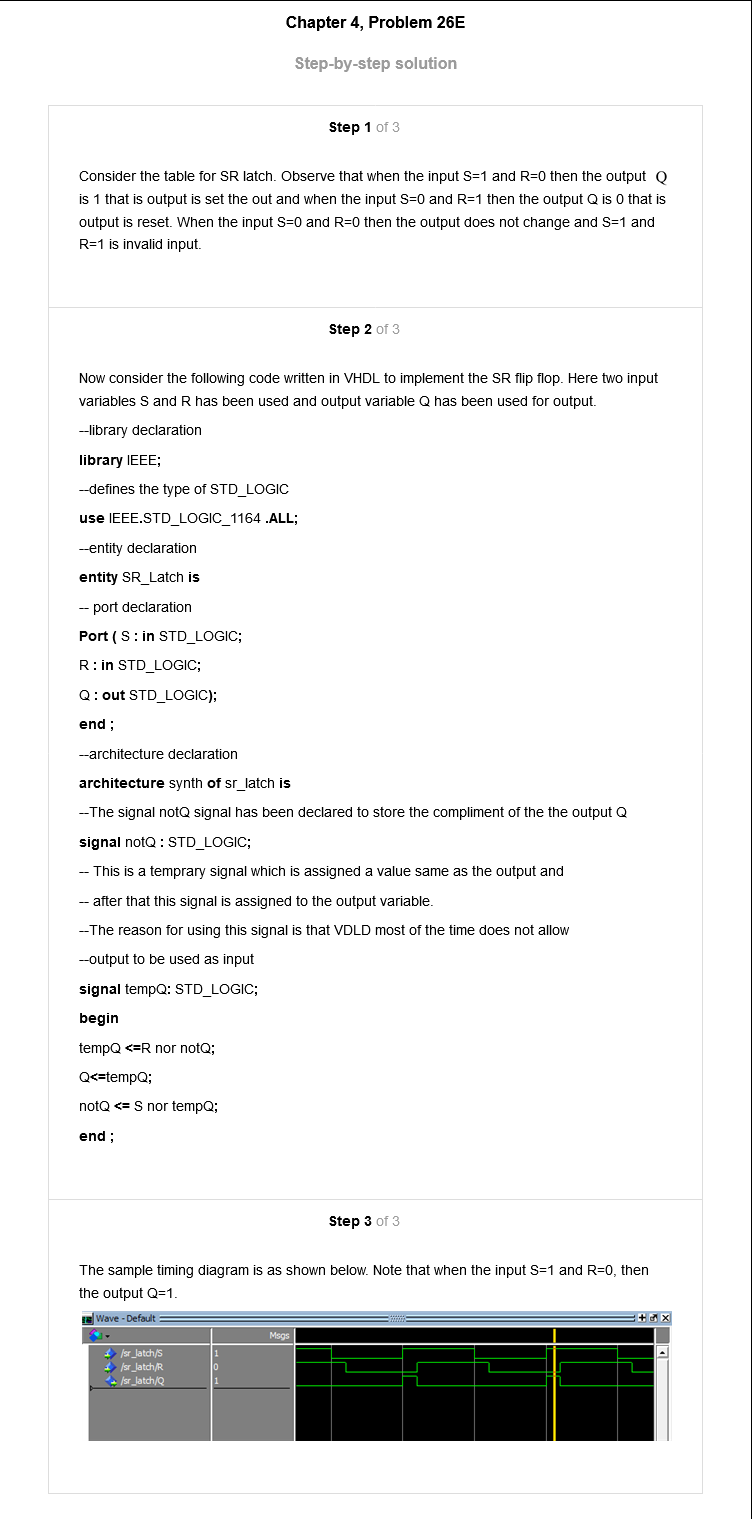 Chapter 4, Problem 26E
Step-by-step solution
Step 1 of 3
Consider the table for SR latch. Observe that when the input S=1 and R=0 then the output Q
is 1 that is output is set the out and when the input S=0 and R=1 then the output Q is 0 that is
output is reset. When the input S=0 and R=0 then the output does not change and S=1 and
R=1 is invalid input.
Step 2 of 3
Now consider the following code written in VHDL to implement the SR flip flop. Here two input
variables S and R has been used and output variable Q has been used for output.
--library declaration
library IEEE;
--defines the type of STD_LOGIC
use IEEE.STD_LOGIC_1164 .ALL;
--entity declaration
entity SR_Latch is
-- port declaration
Port ( S : in STD_LOGIC;
R : in STD_LOGIC;
Q : out STD_LOGIC);
end ;
--architecture declaration
architecture synth of sr_latch is
--The signal notQ signal has been declared to store the compliment of the the output Q
signal notQ : STD_LOGIC;
-- This is a temprary signal which is assigned a value same as the output and
-- after that this signal is assigned to the output variable.
--The reason for using this signal is that VDLD most of the time does not allow
--output to be used as input
signal tempQ: STD_LOGIC;
begin
tempQ <=R nor notQ;
Q<=tempQ;
notQ <= S nor tempQ;
end ;
Step 3 of 3
The sample timing diagram is as shown below. Note that when the input S=1 and R=0, then
the output Q=1.
Wave - Default
Msgs
/sr_latch/S 1
/sr_latch/R 0
/sr_latch/Q 1